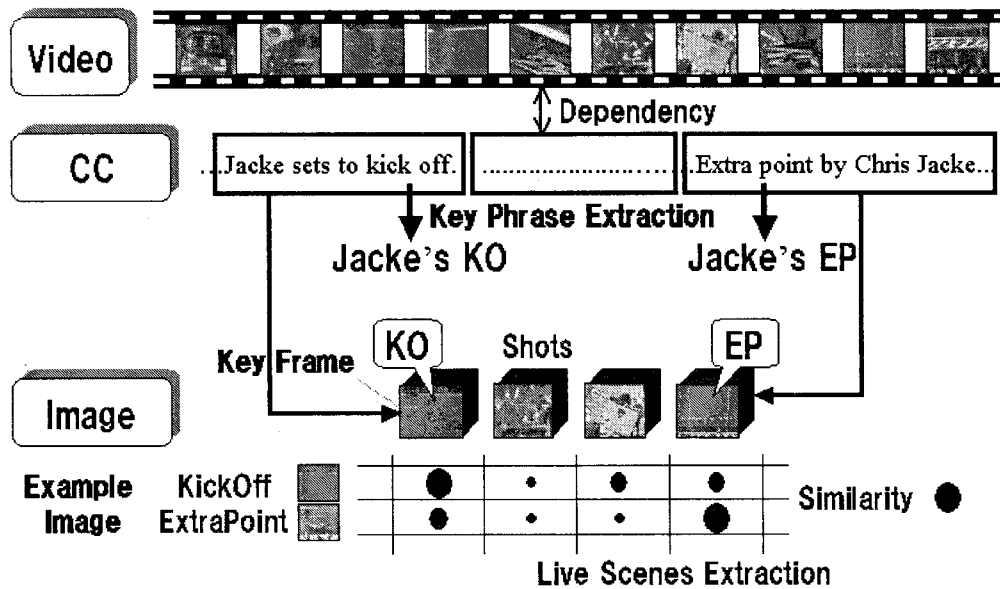 Video
Dependency
CC
....Jacke sets to kick off.
................................
...Extra point by Chris Jacke...
Key Phrase Extraction
Jacke's KO
Jacke's EP
KO
Shots
EP
Key Frame
Image
Example
Image
KickOff
ExtraPoint
Similarity
Live Scenes Extraction